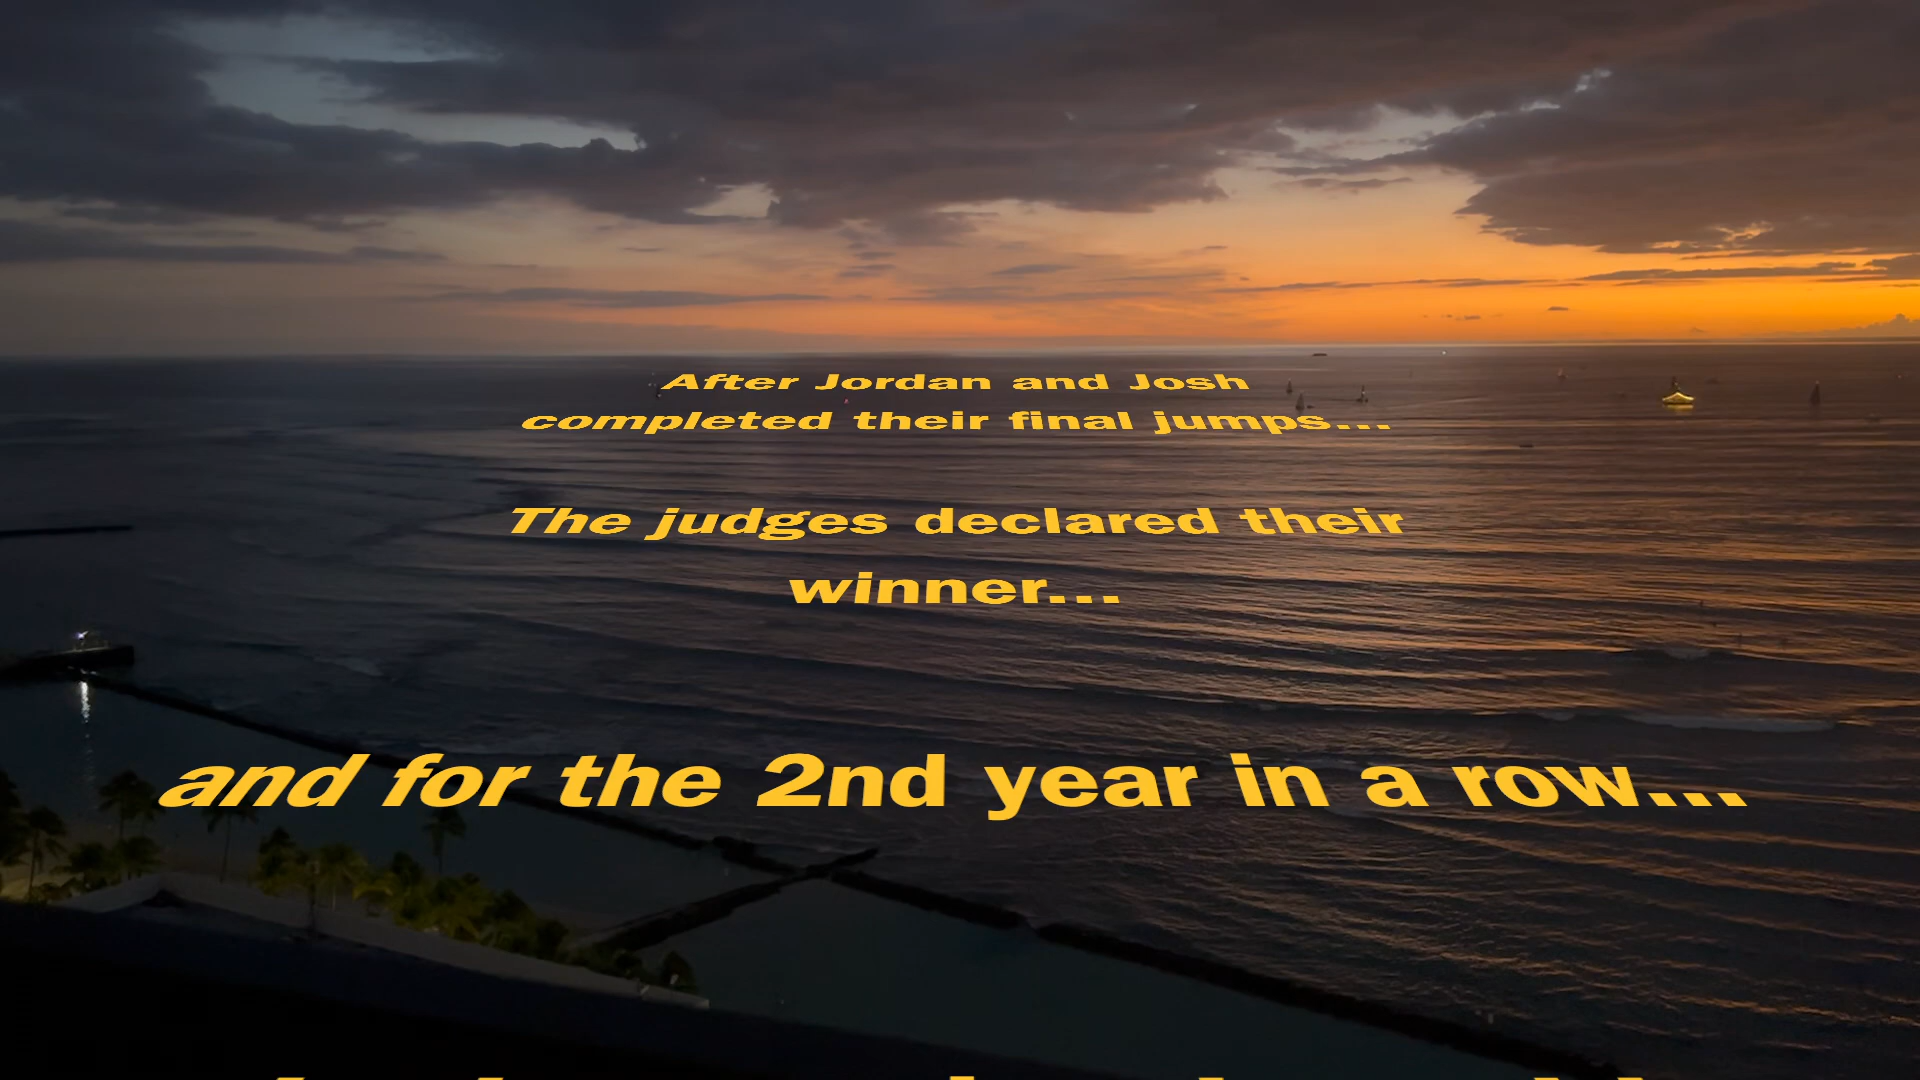 After Jordan and Josh
completed their final jumps...
The judges declared their
winner...
and for the 2nd year in a row...